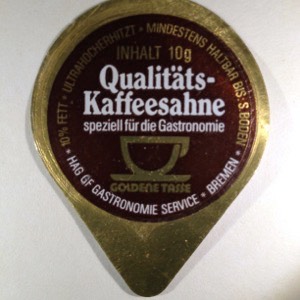 10% FETT · ULTRAHOCHERHITZT · MINDESTENS HALTBAR BIS: S. BODEN
INHALT 10g
Qualitäts-
Kaffeesahne
speziell für die Gastronomie
GOLDENE TASSE
* HAG GF GASTRONOMIE SERVICE * BREMEN *